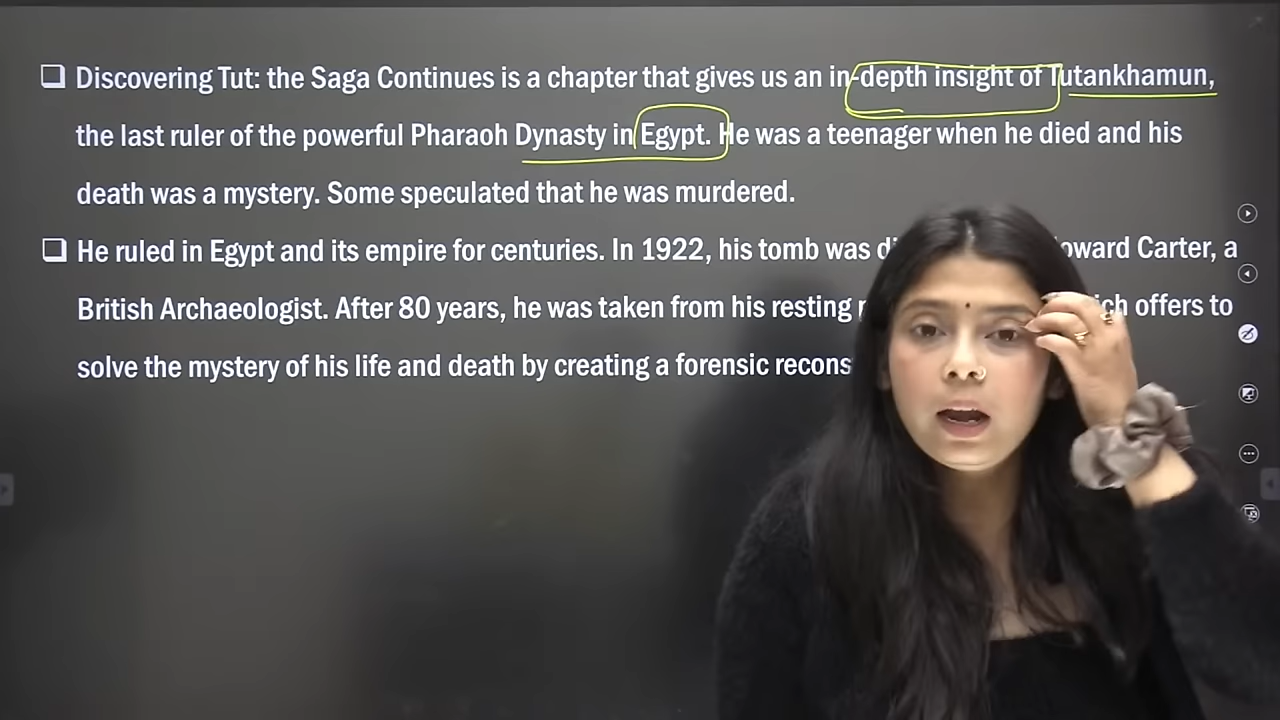 Discovering Tut: the Saga Continues is a chapter that gives us an in-depth insight of Tutankhamun,
the last ruler of the powerful Pharaoh Dynasty in Egypt. He was a teenager when he died and his
death was a mystery. Some speculated that he was murdered.
He ruled in Egypt and its empire for centuries. In 1922, his tomb was Howard Carter, a
British Archaeologist. After 80 years, he was taken from his resting offers to
solve the mystery of his life and death by creating a forensic